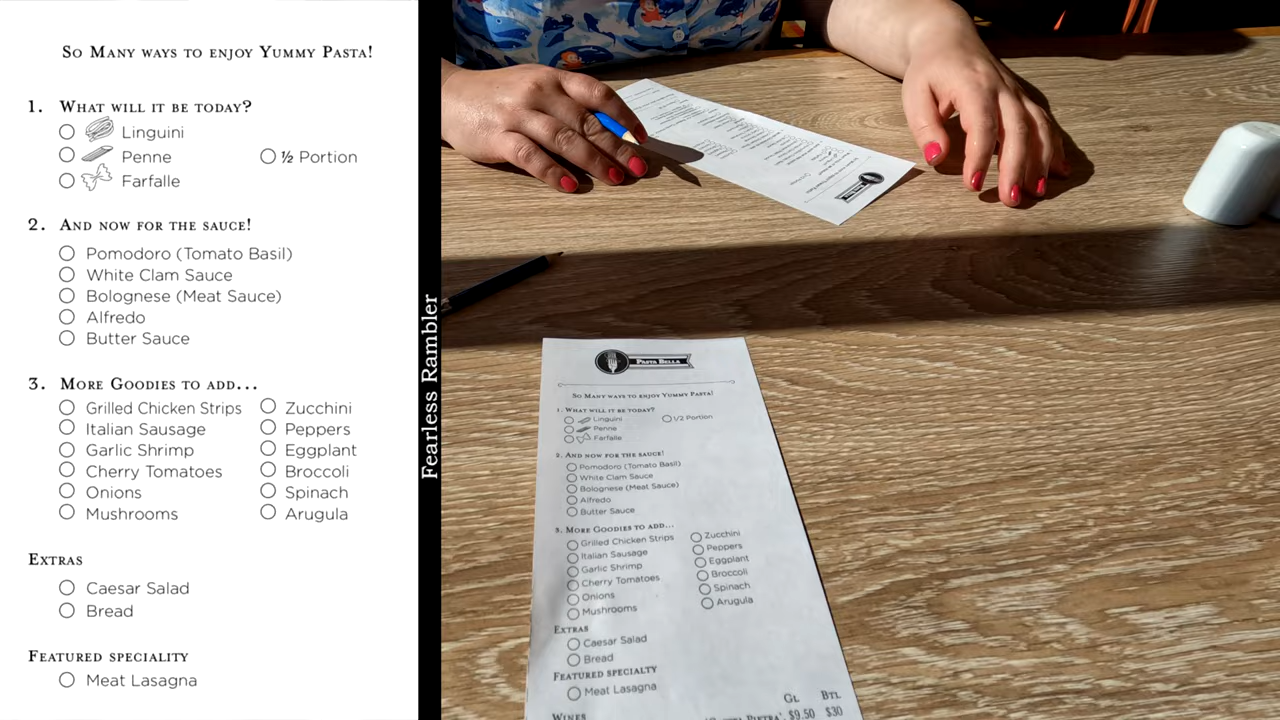 So Many ways to enjoy Yummy Pasta!
1. What will it be today?
Linguini
Penne ½ Portion
Farfalle
2. And now for the sauce!
Pomodoro (Tomato Basil)
White Clam Sauce
Bolognese (Meat Sauce)
Alfredo
Butter Sauce
3. More Goodies to add...
Grilled Chicken Strips Zucchini
Italian Sausage Peppers
Garlic Shrimp Eggplant
Cherry Tomatoes Broccoli
Onions Spinach
Mushrooms Arugula
Extras
Caesar Salad
Bread
Featured speciality
Meat Lasagna
Fearless Rambler
Pasta Bella
So Many ways to enjoy Yummy Pasta!
1. What will it be today?
Linguini 1/2 Portion
Penne
Farfalle
2. And now for the sauce!
Pomodoro (Tomato Basil)
White Clam Sauce
Bolognese (Meat Sauce)
Alfredo
Butter Sauce
3. More Goodies to add...
Grilled Chicken Strips Zucchini
Italian Sausage Peppers
Garlic Shrimp Eggplant
Cherry Tomatoes Broccoli
Onions Spinach
Mushrooms Arugula
Extras
Caesar Salad
Bread
Featured specialty
Meat Lasagna
Gl Btl
Wines $9.50 $30